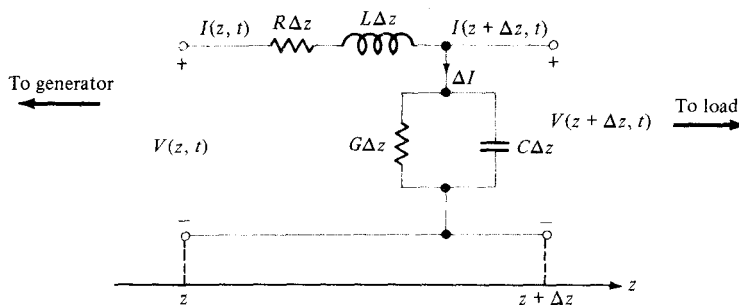 I(z, t) RΔz LΔz I(z + Δz, t)
+ +
ΔI
To generator
To load
V(z, t) GΔz CΔz V(z + Δz, t)
− −
z z + Δz z